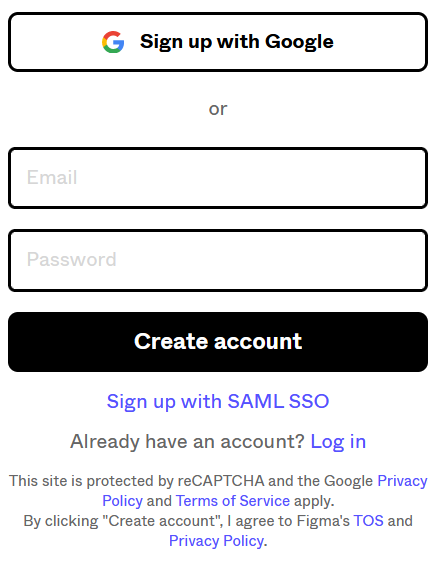 Sign up with Google
or
Email
Password
Create account
Sign up with SAML SSO
Already have an account? Log in
This site is protected by reCAPTCHA and the Google Privacy
Policy and Terms of Service apply.
By clicking "Create account", I agree to Figma's TOS and
Privacy Policy.